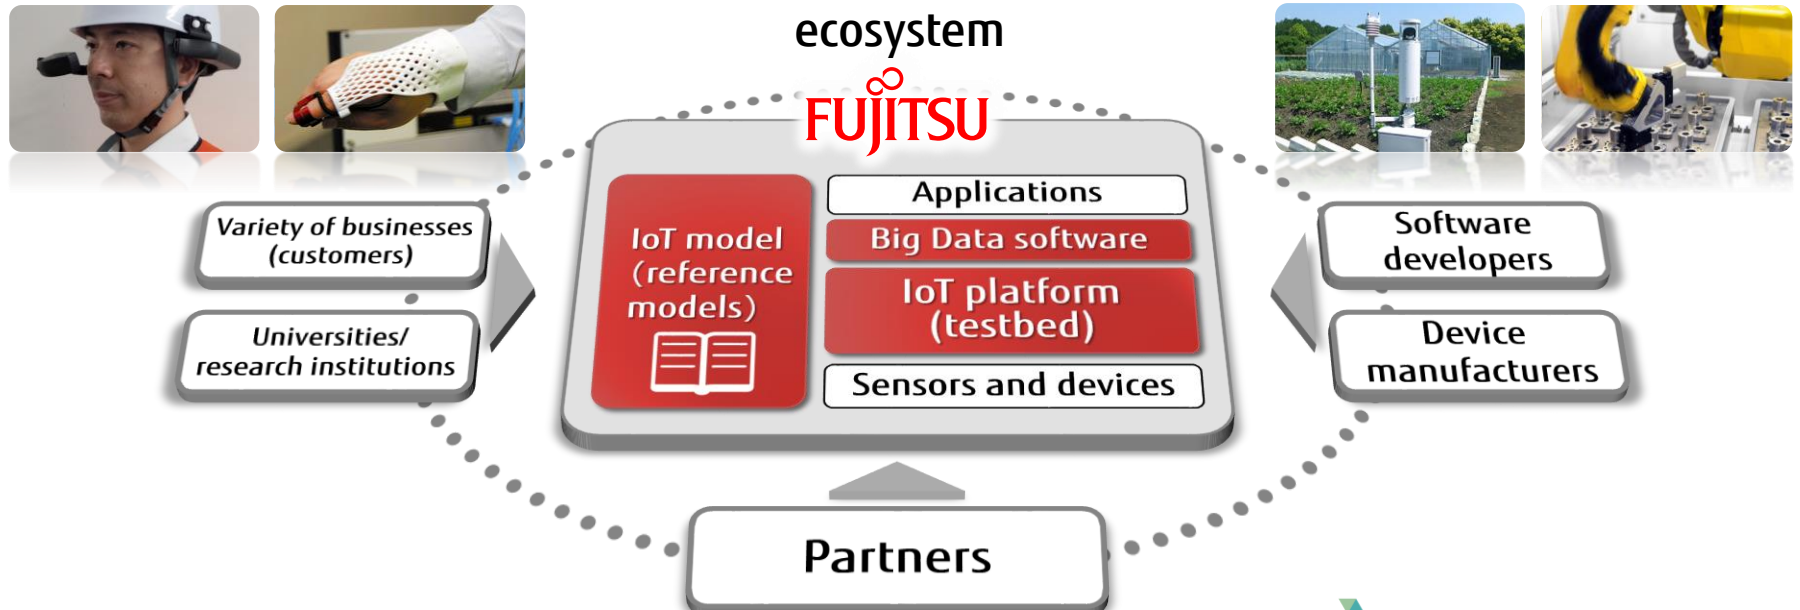 ecosystem
FUJITSU
Applications
Big Data software
IoT platform
(testbed)
Sensors and devices
IoT model
(reference
models)
Variety of businesses
(customers)
Universities/
research institutions
Software
developers
Device
manufacturers
Partners